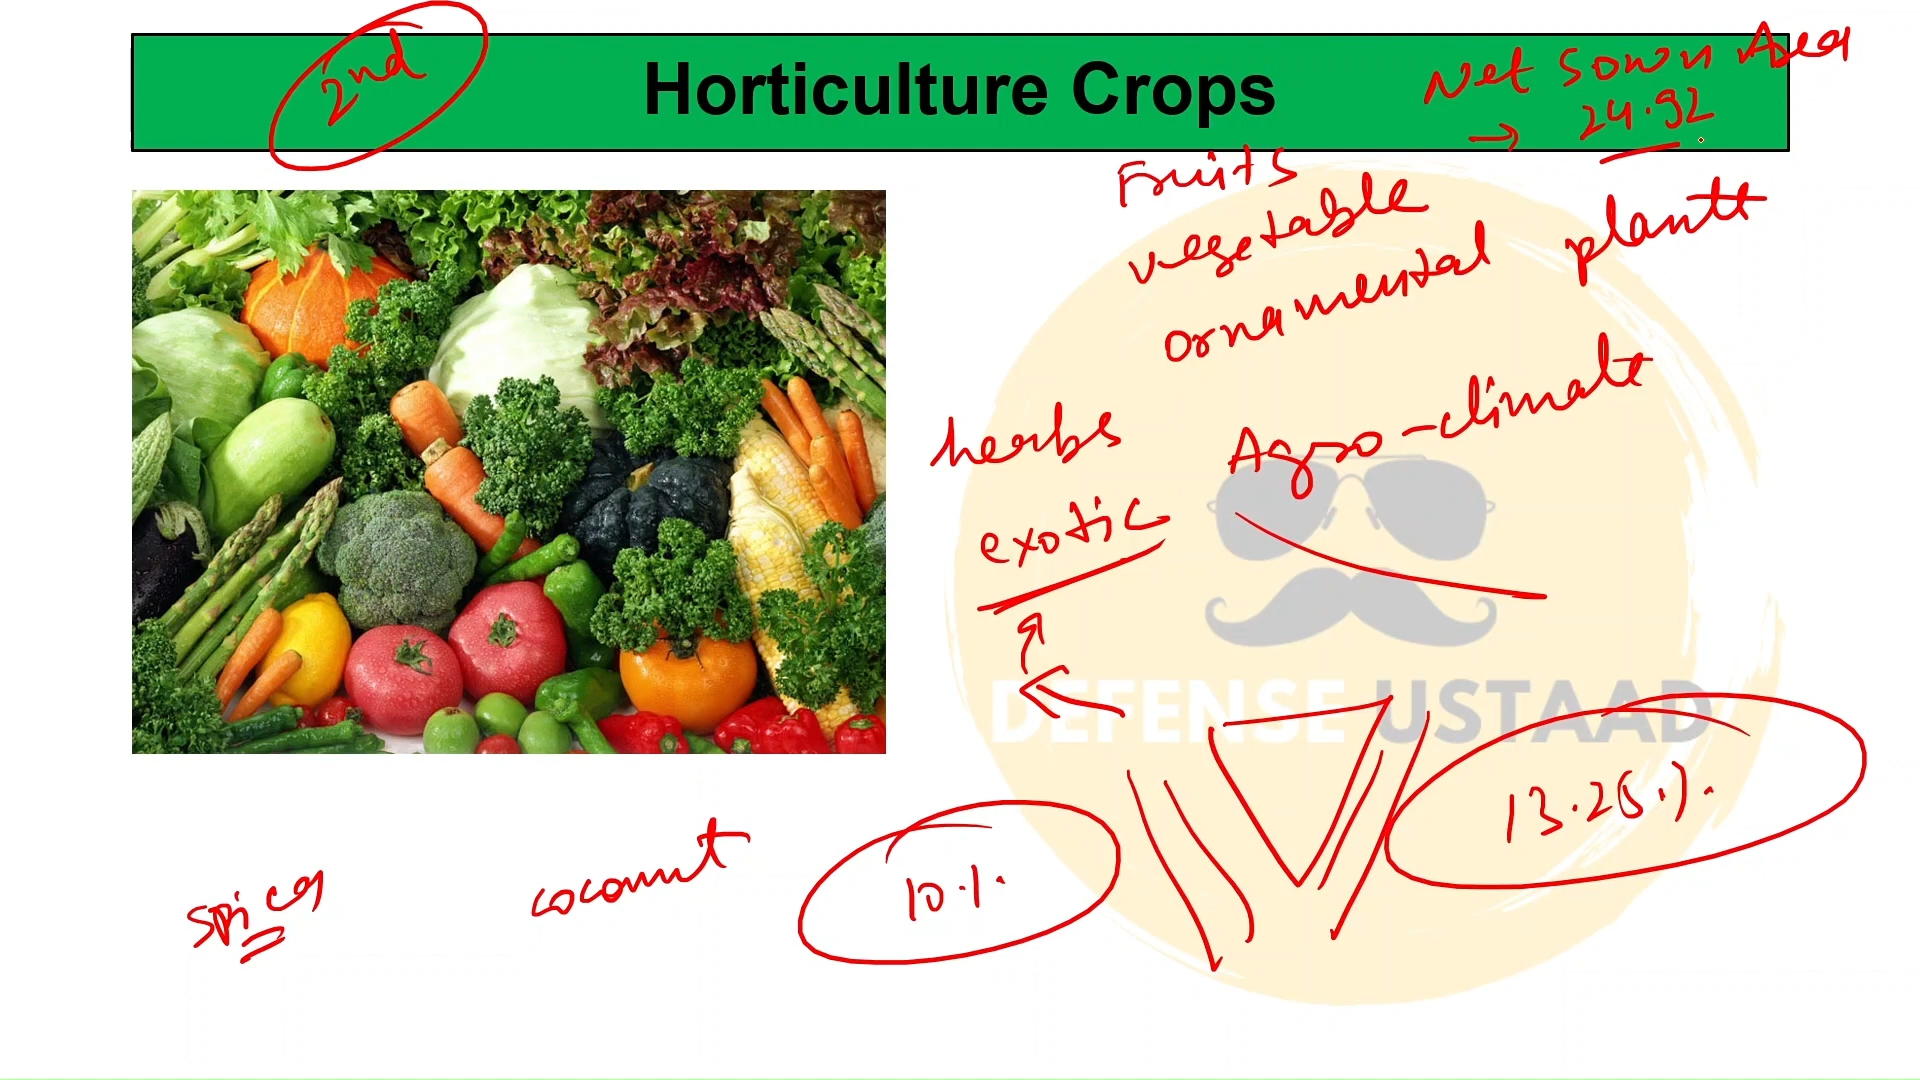 2nd
Horticulture Crops
Net Sown Area
→ 24.92
Fruits
vegetable
ornamental plants
herbs
Agro-climate
exotic
DEFENSE USTAAD
13.26%
10%
spices
coconut